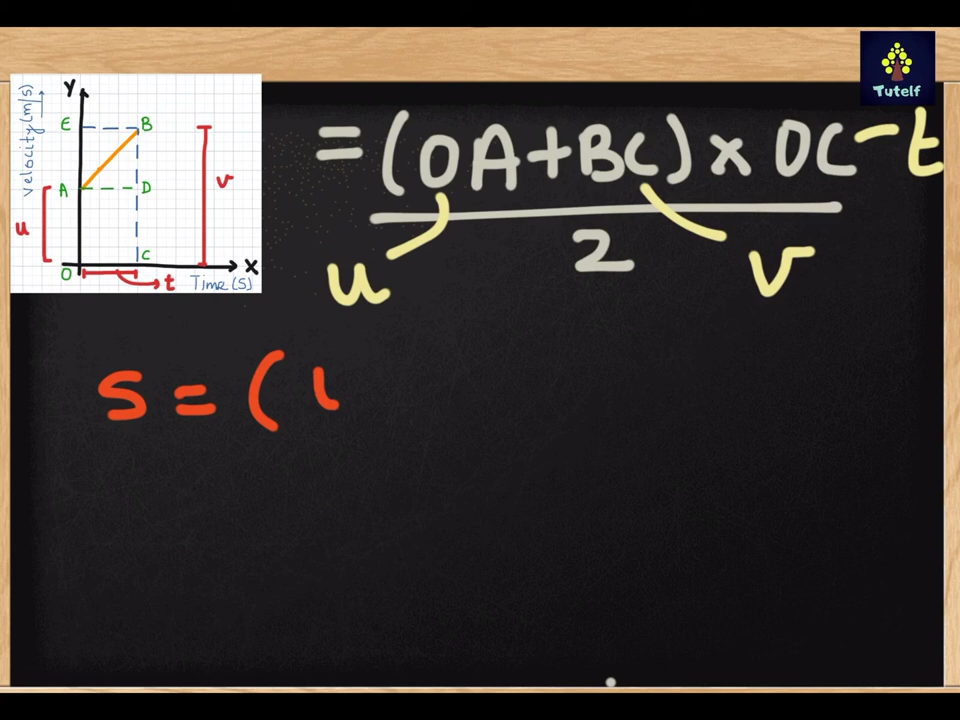 Tutelf
Y
Velocity(m/s)
E
B
A
D
u
v
C
O
X
t
Time(s)
= (OA+BC) × OC - t
2
u
v
s = (